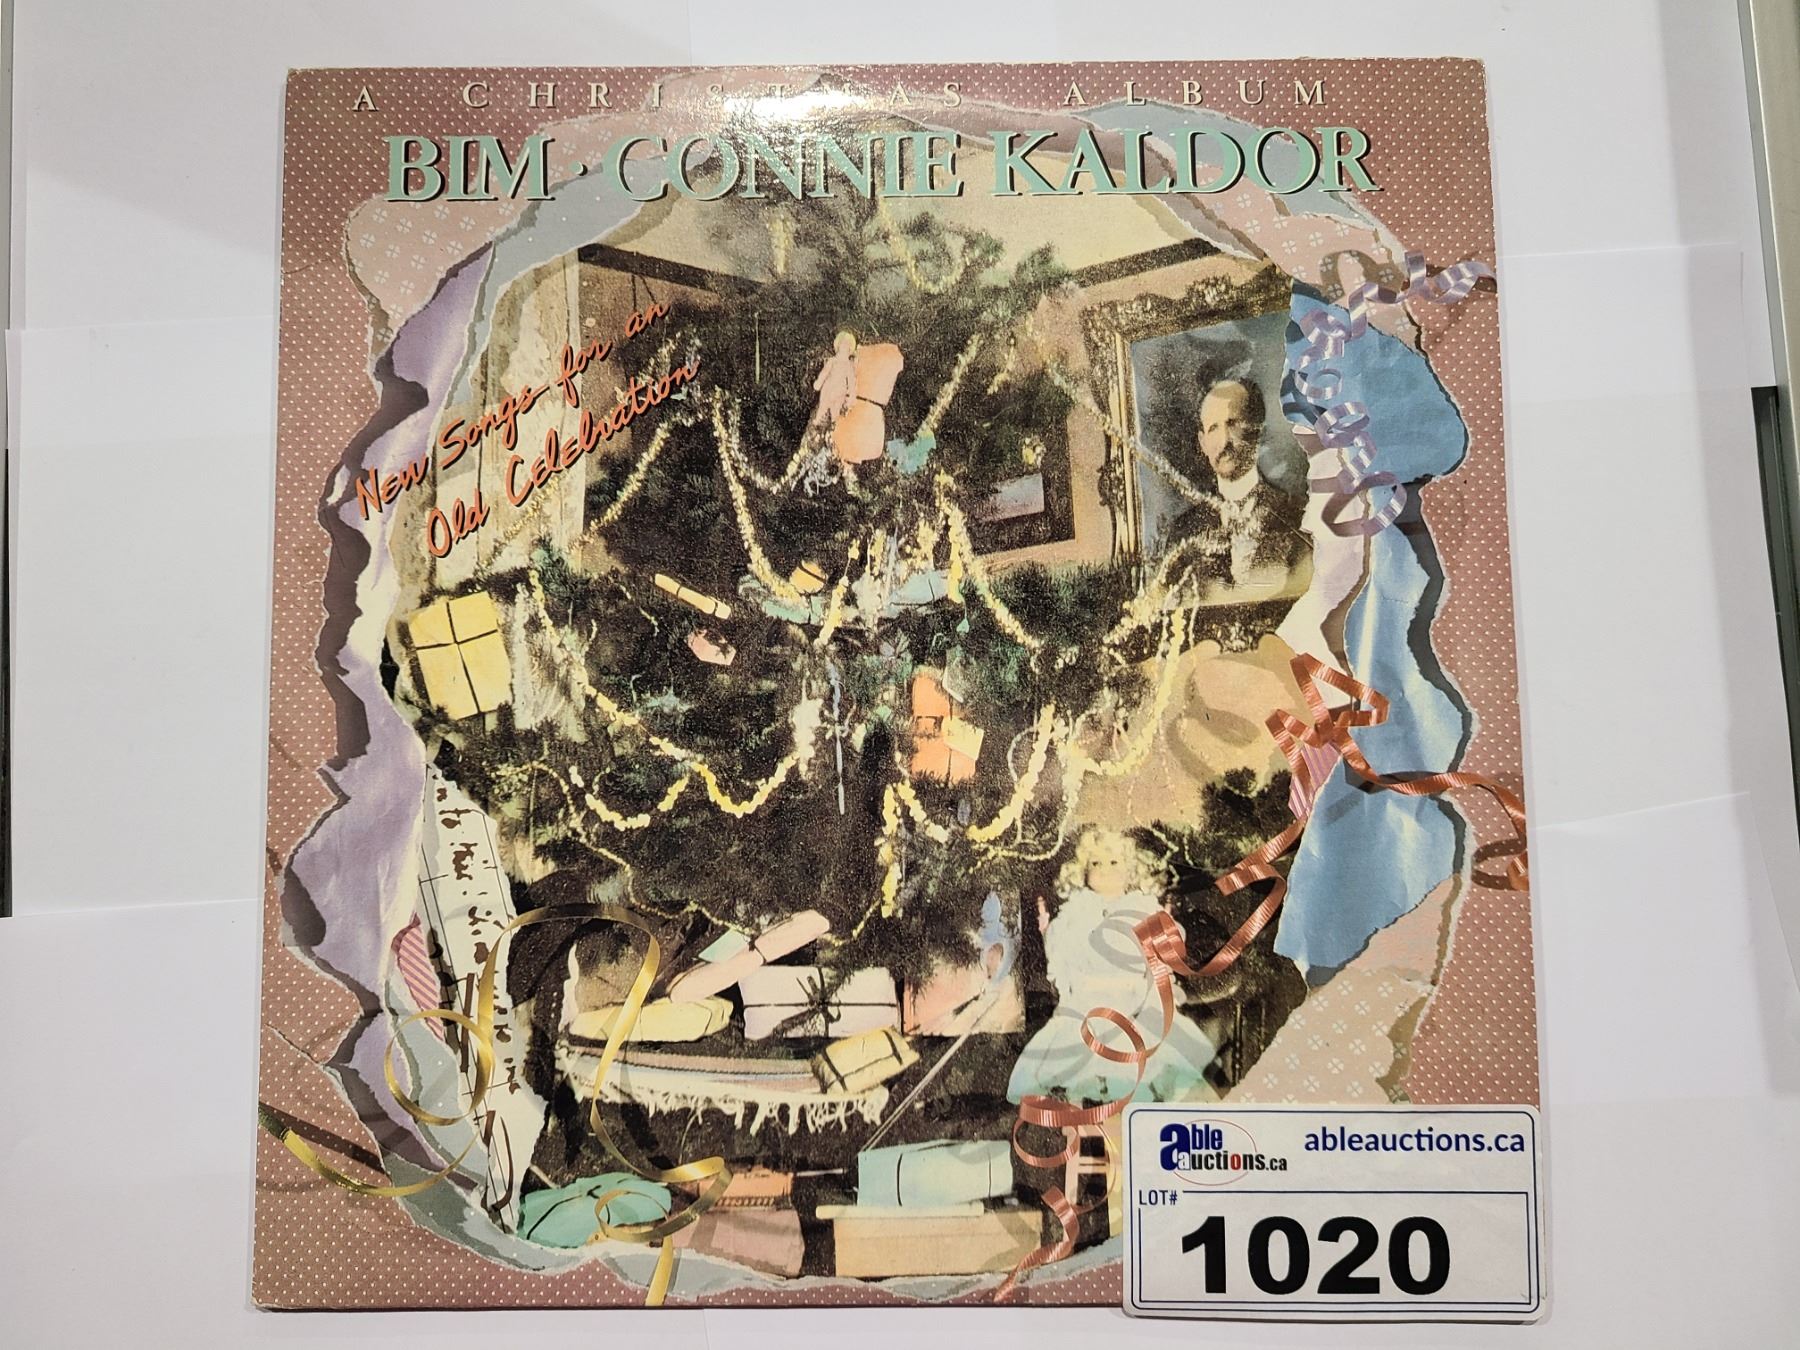 A CHRISTMAS ALBUM
BIM · CONNIE KALDOR
New Songs for an
Old Celebration
able auctions.ca
ableauctions.ca
LOT#
1020